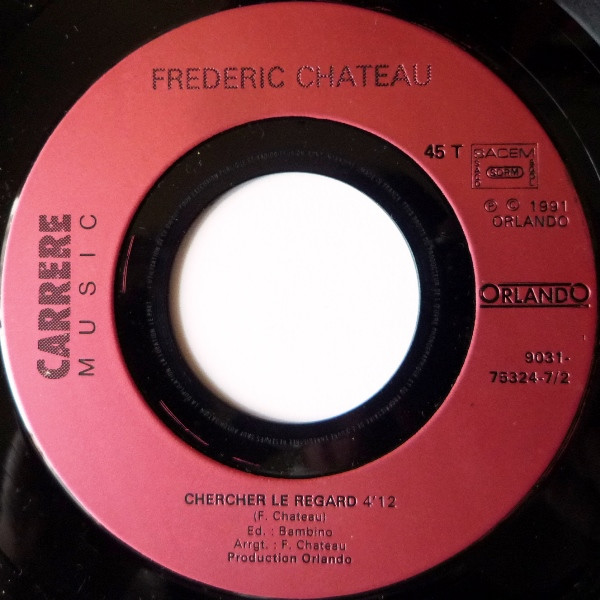 FREDERIC CHATEAU
45 T
SACEM
SDRM
℗ © 1991
ORLANDO
CARRERE
MUSIC
ORLANDO
9031-
75324-7/2
CHERCHER LE REGARD 4'12
(F. Chateau)
Ed. : Bambino
Arrgt. : F. Chateau
Production Orlando